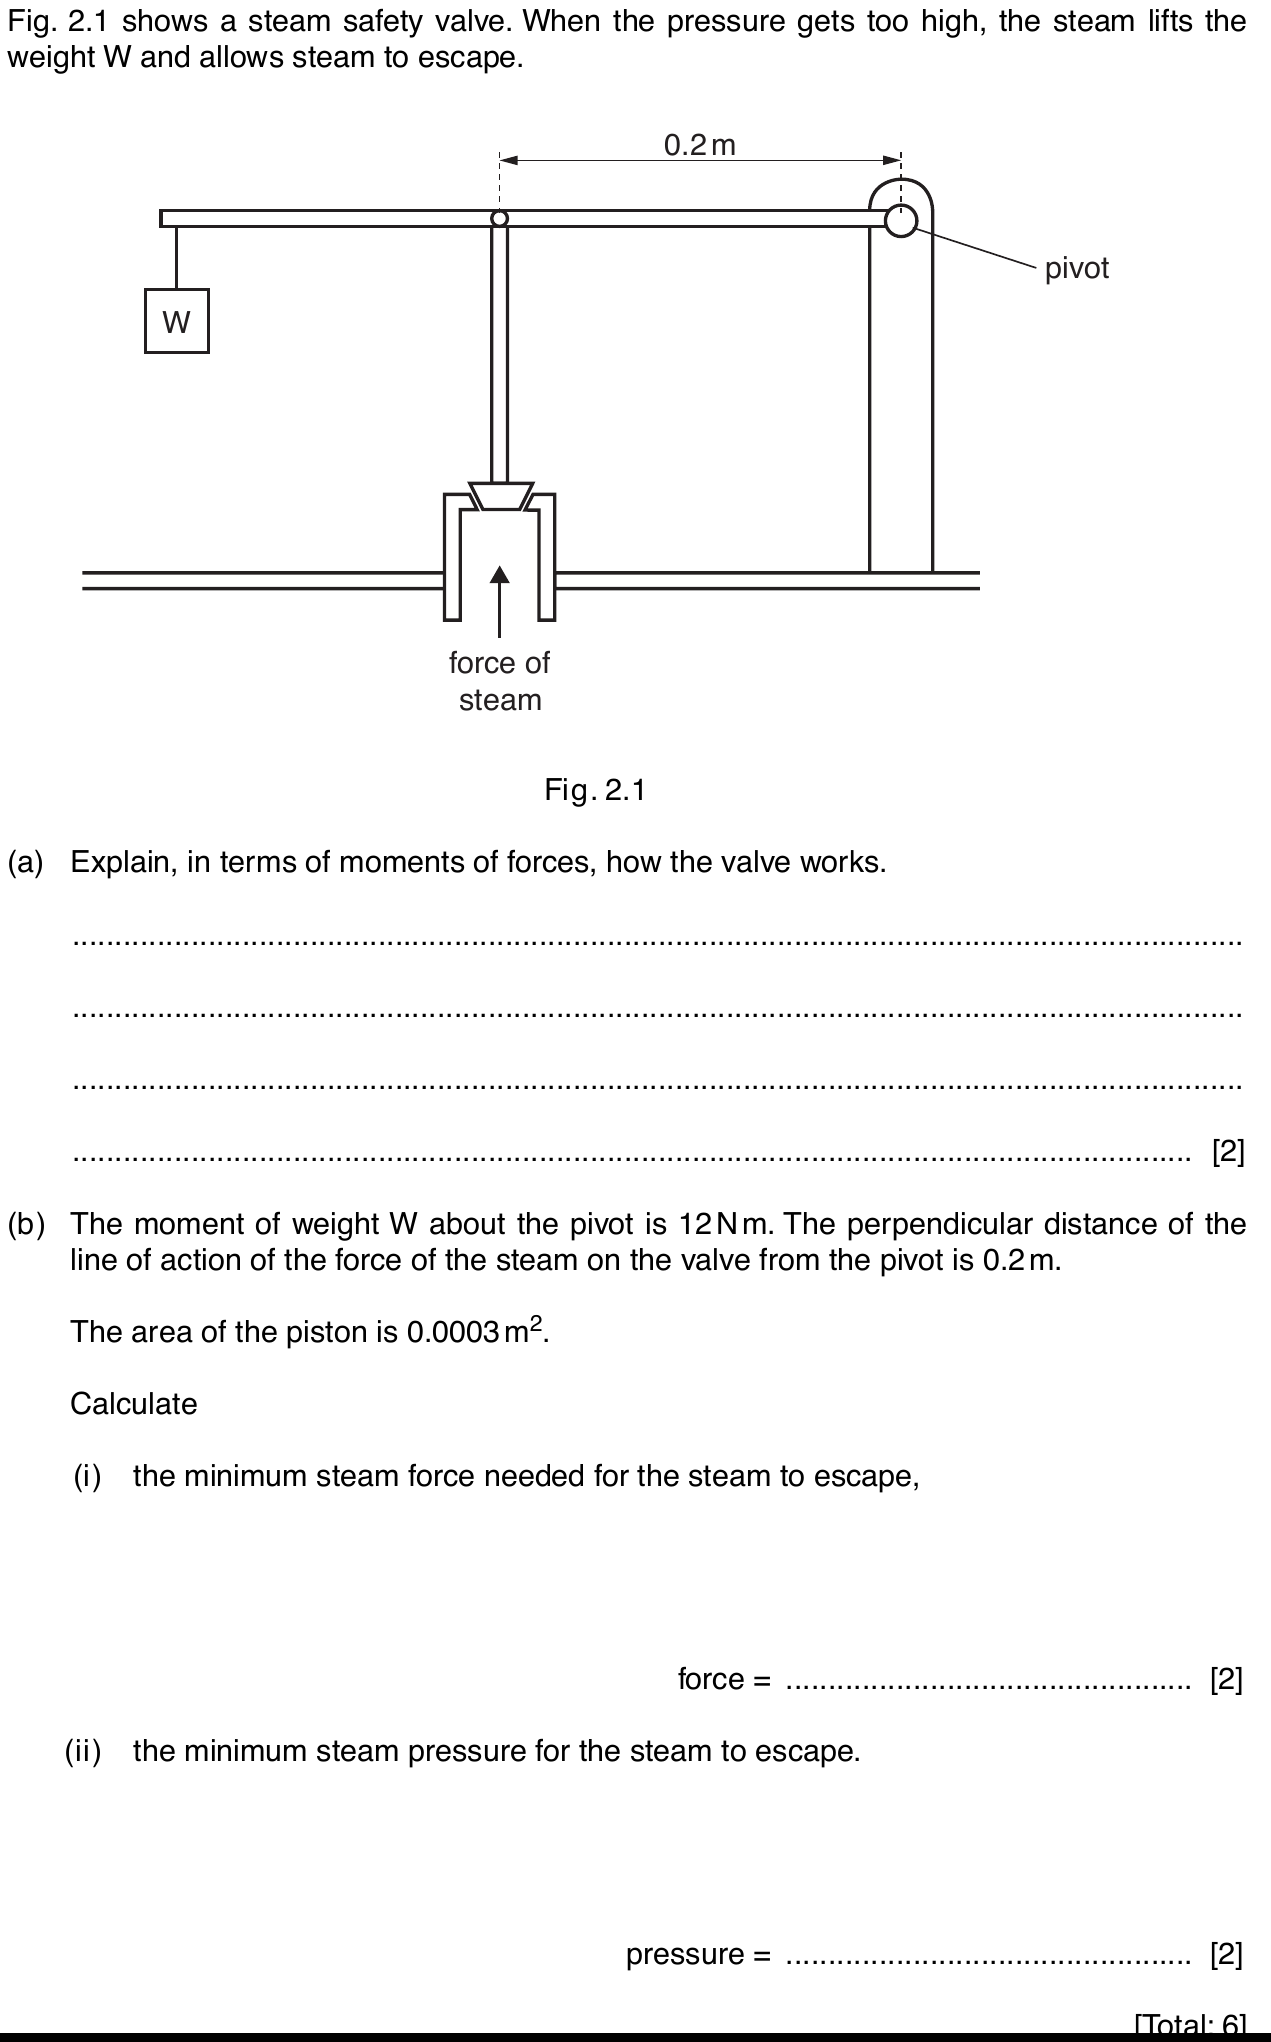 Fig. 2.1 shows a steam safety valve. When the pressure gets too high, the steam lifts the
weight W and allows steam to escape.
0.2 m
pivot
W
force of
steam
Fig. 2.1
(a) Explain, in terms of moments of forces, how the valve works.
..........................................................................................................................................
..........................................................................................................................................
..........................................................................................................................................
.................................................................................................................................... [2]
(b) The moment of weight W about the pivot is 12 N m. The perpendicular distance of the
line of action of the force of the steam on the valve from the pivot is 0.2 m.
The area of the piston is 0.0003 m².
Calculate
(i) the minimum steam force needed for the steam to escape,
force = ................................................ [2]
(ii) the minimum steam pressure for the steam to escape.
pressure = ................................................ [2]
[Total: 6]